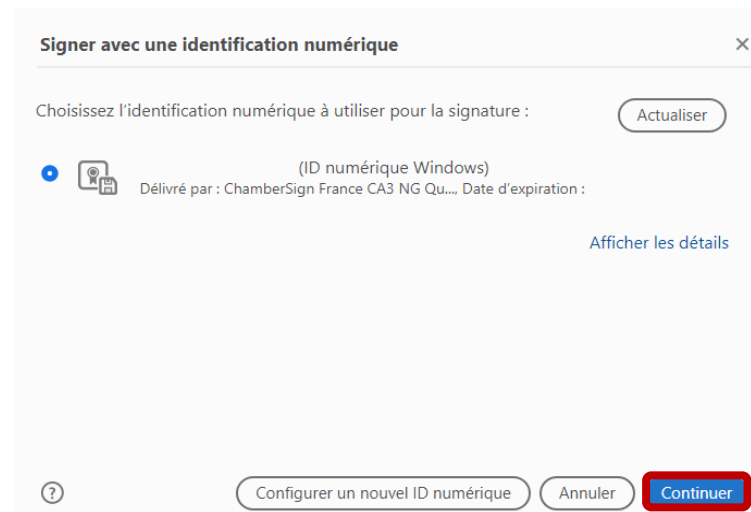 Signer avec une identification numérique
Choisissez l'identification numérique à utiliser pour la signature :
Actualiser
(ID numérique Windows)
Délivré par : ChamberSign France CA3 NG Qu..., Date d'expiration :
Afficher les détails
Configurer un nouvel ID numérique
Annuler
Continuer